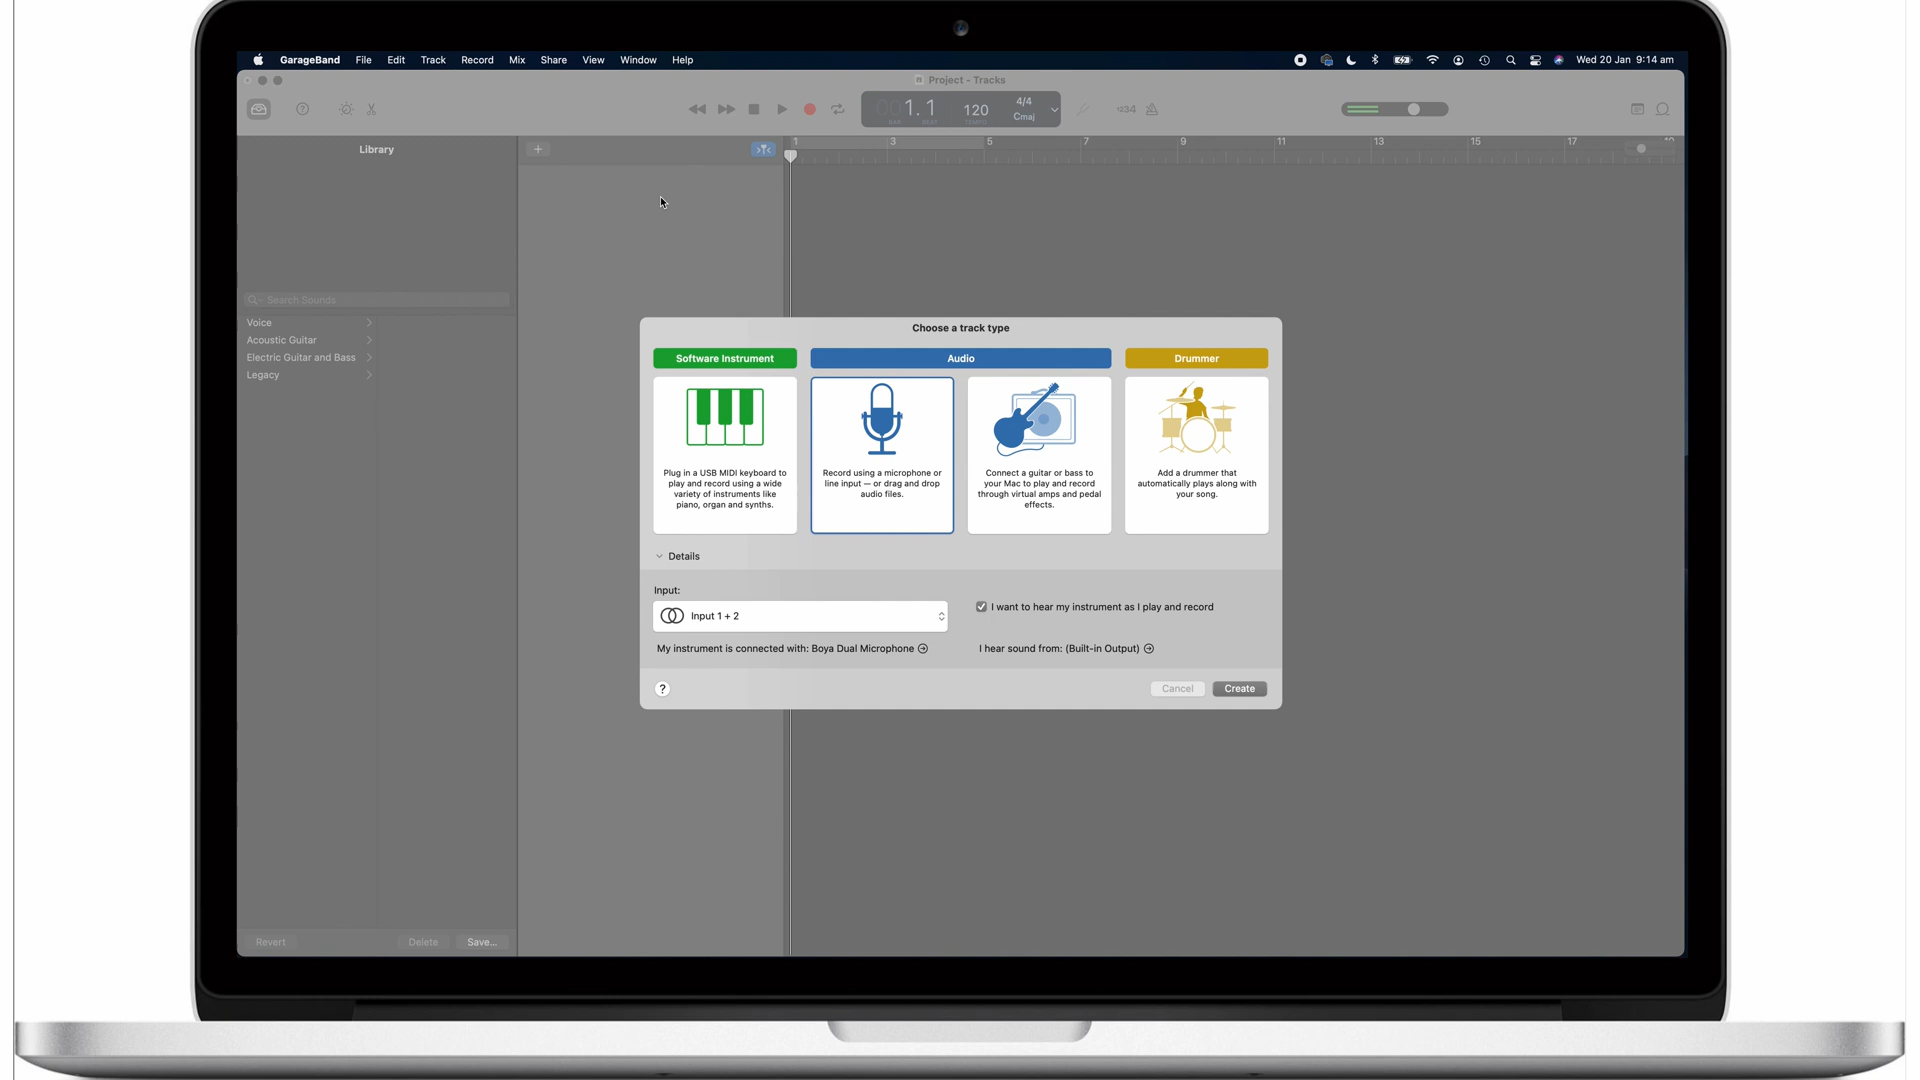 GarageBand File Edit Track Record Mix Share View Window Help Wed 20 Jan 9:14 am
Project - Tracks
001.1 120 4/4 1234
BAR BEAT TEMPO Cmaj
Library
1 3 5 7 9 11 13 15 17 19
Search Sounds
Voice
Acoustic Guitar
Electric Guitar and Bass
Legacy
Choose a track type
Software Instrument Audio Drummer
Plug in a USB MIDI keyboard to
play and record using a wide
variety of instruments like
piano, organ and synths.
Record using a microphone or
line input — or drag and drop
audio files.
Connect a guitar or bass to
your Mac to play and record
through virtual amps and pedal
effects.
Add a drummer that
automatically plays along with
your song.
Details
Input:
Input 1 + 2
I want to hear my instrument as I play and record
My instrument is connected with: Boya Dual Microphone
I hear sound from: (Built-in Output)
? Cancel Create
Revert Delete Save...